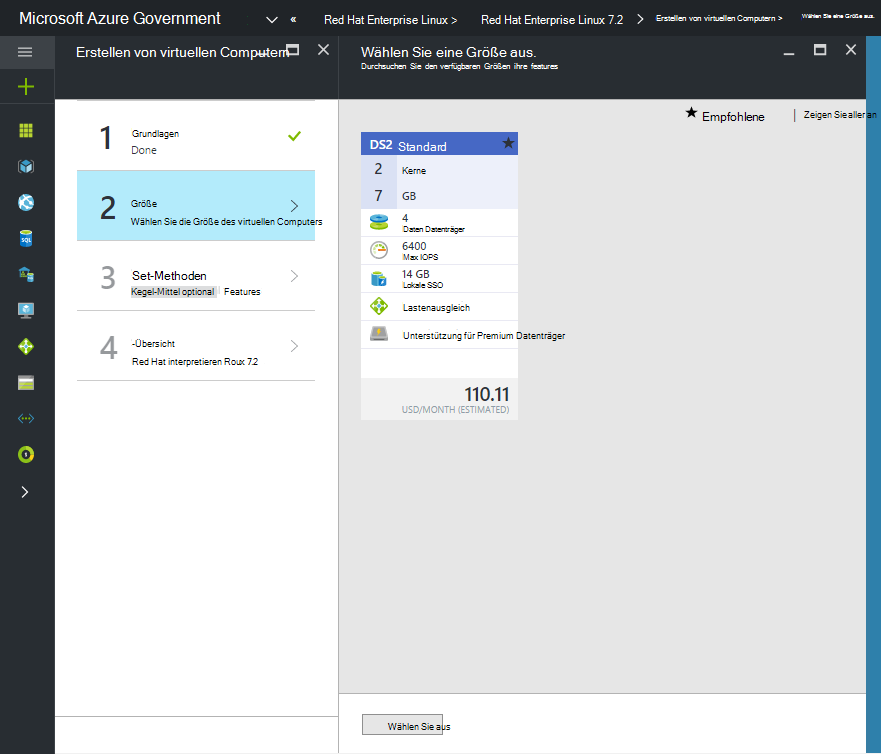 Microsoft Azure Government
« Red Hat Enterprise Linux > Red Hat Enterprise Linux 7.2 > Erstellen von virtuellen Computern > Wählen Sie eine Größe aus.
Erstellen von virtuellen Computern
Wählen Sie eine Größe aus.
Durchsuchen Sie den verfügbaren Größen ihre features
1
Grundlagen
Done
2
Größe
Wählen Sie die Größe des virtuellen Computers
3
Set-Methoden
Kegel-Mittel optional Features
4
-Übersicht
Red Hat interpretieren Roux 7.2
★ Empfohlene | Zeigen Sie aller an
DS2 Standard ★
2 Kerne
7 GB
4
Daten Datenträger
6400
Max IOPS
14 GB
Lokale SSO
Lastenausgleich
Unterstützung für Premium Datenträger
110.11
USD/MONTH (ESTIMATED)
Wählen Sie aus
SQL